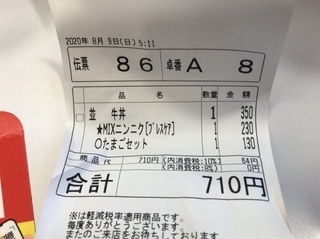 2020年 8月 9日(日) 5:11
伝票 86 卓番 A 8
品 名 数量 金 額
並 牛丼 1 350
★MIXニンニク[ﾌﾞﾚｽｹｱ] 1 230
○たまごセット 1 130
商 品 代 710円 (内消費税:10% 64円
(内消費税:8%) 0円
合計 710円
※は軽減税率適用商品です。
毎度ありがとうございます。
またのご来店をお待ちしております